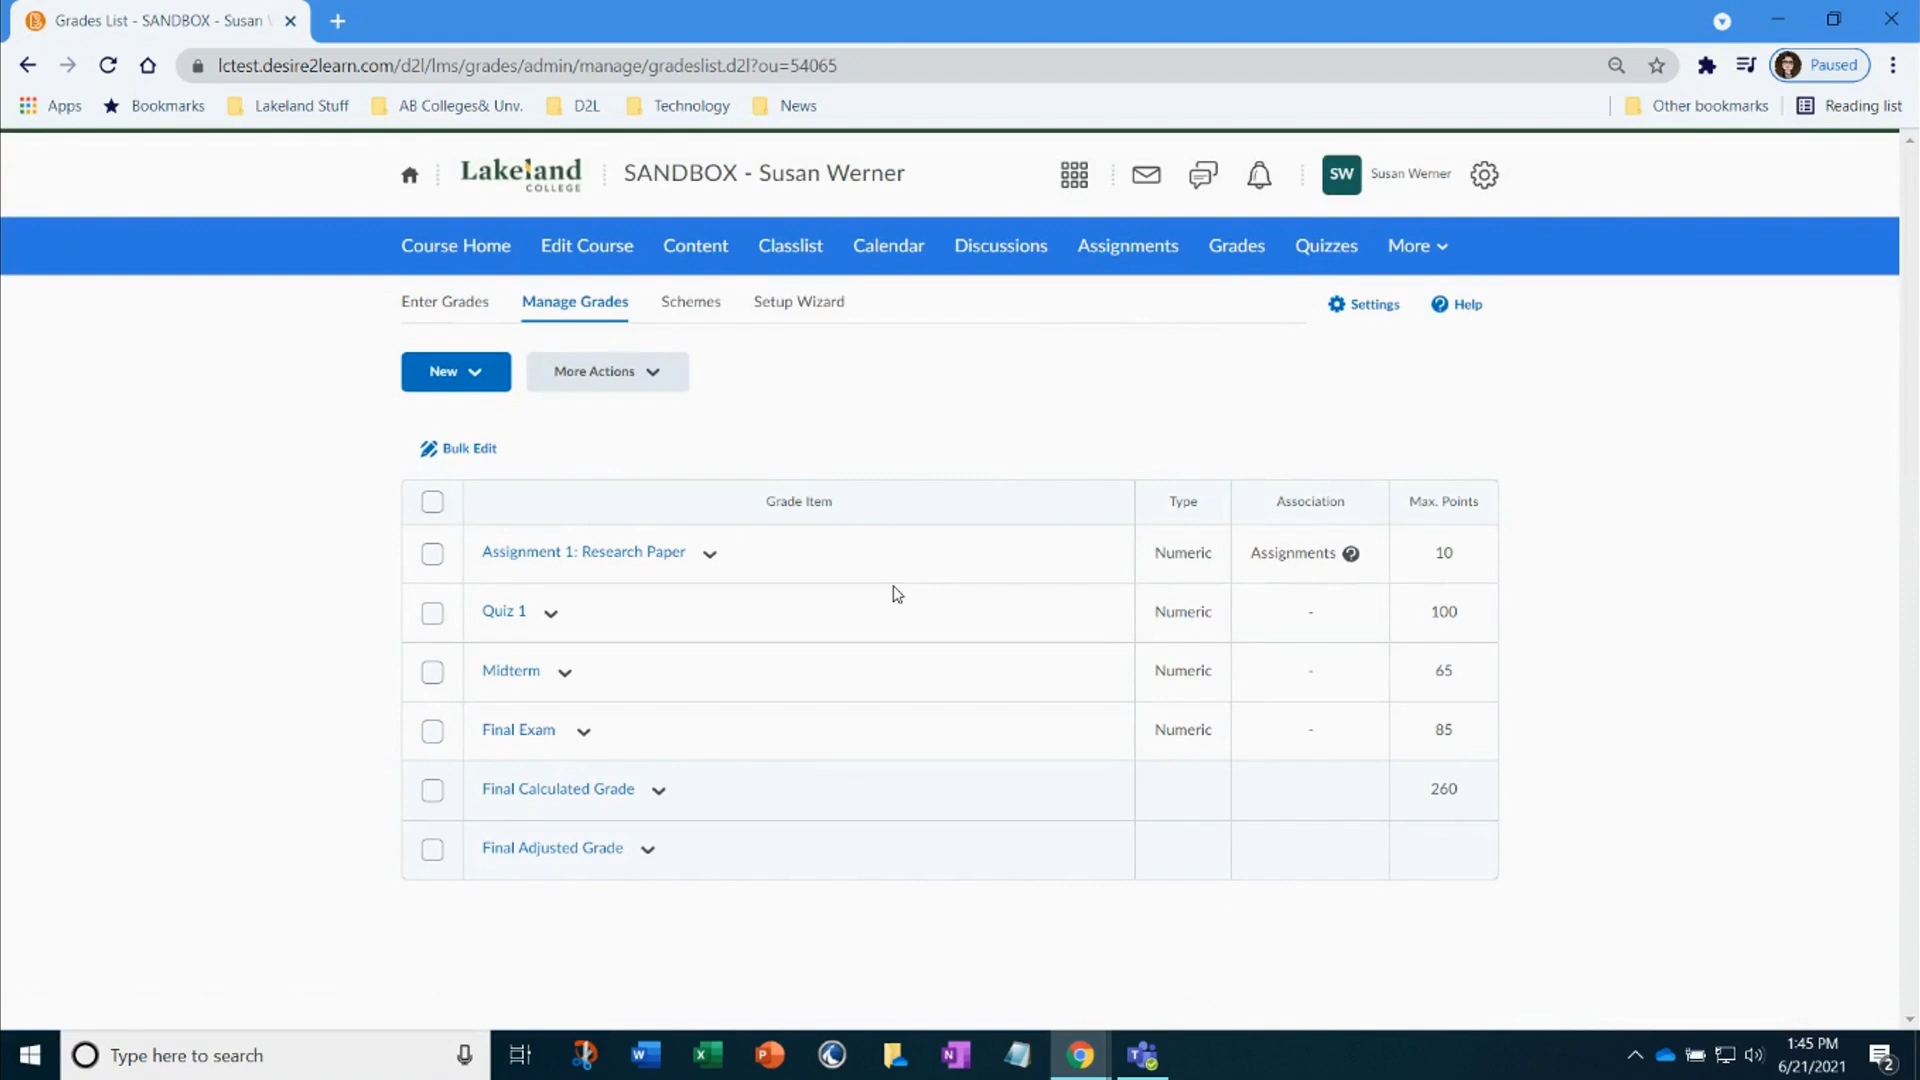 Grades List - SANDBOX - Susan
lctest.desire2learn.com/d2l/lms/grades/admin/manage/gradeslist.d2l?ou=54065
Paused
Apps Bookmarks Lakeland Stuff AB Colleges& Unv. D2L Technology News Other bookmarks Reading list
Lakeland
COLLEGE
SANDBOX - Susan Werner
SW Susan Werner
Course Home Edit Course Content Classlist Calendar Discussions Assignments Grades Quizzes More
Enter Grades Manage Grades Schemes Setup Wizard Settings Help
New More Actions
Bulk Edit
Grade Item Type Association Max. Points
Assignment 1: Research Paper Numeric Assignments 10
Quiz 1 Numeric - 100
Midterm Numeric - 65
Final Exam Numeric - 85
Final Calculated Grade 260
Final Adjusted Grade
Type here to search
1:45 PM
6/21/2021
2